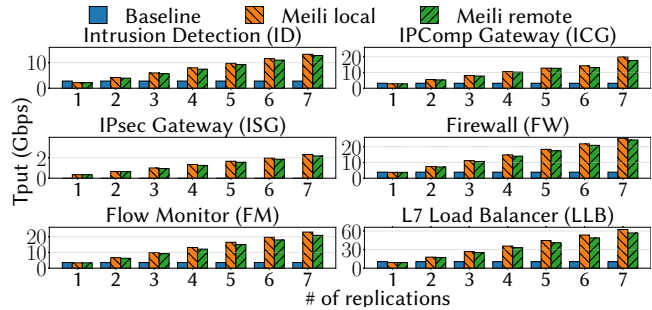 Baseline Meili local Meili remote
Intrusion Detection (ID) IPComp Gateway (ICG)
10
0
1 2 3 4 5 6 7
20
10
0
1 2 3 4 5 6 7
IPsec Gateway (ISG) Firewall (FW)
2
0
1 2 3 4 5 6 7
20
10
0
1 2 3 4 5 6 7
Flow Monitor (FM) L7 Load Balancer (LLB)
20
10
0
1 2 3 4 5 6 7
60
30
0
1 2 3 4 5 6 7
Tput (Gbps)
# of replications